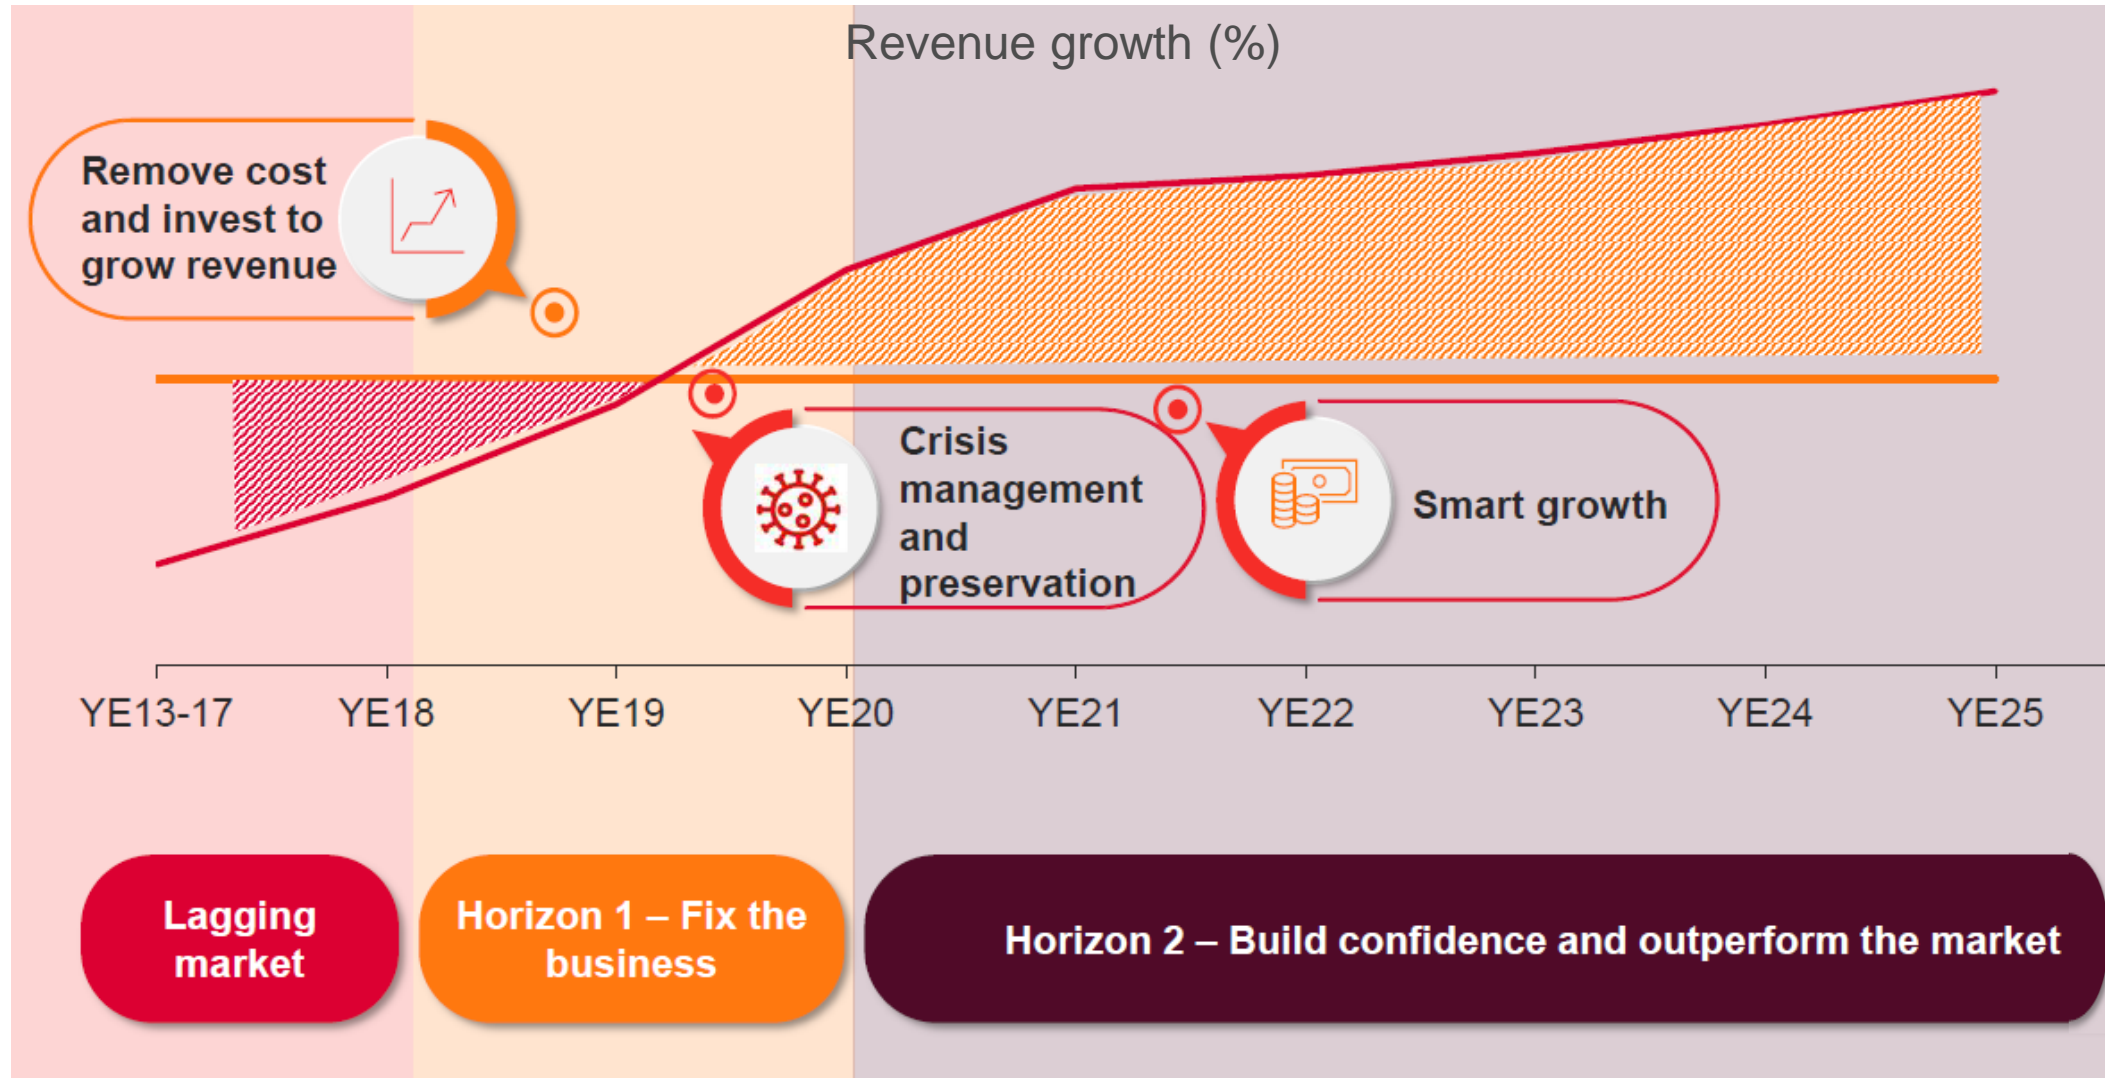 Revenue growth (%)
Remove cost
and invest to
grow revenue
Crisis
management
and
preservation
Smart growth
YE13-17
YE18
YE19
YE20
YE21
YE22
YE23
YE24
YE25
Lagging
market
Horizon 1 – Fix the
business
Horizon 2 – Build confidence and outperform the market